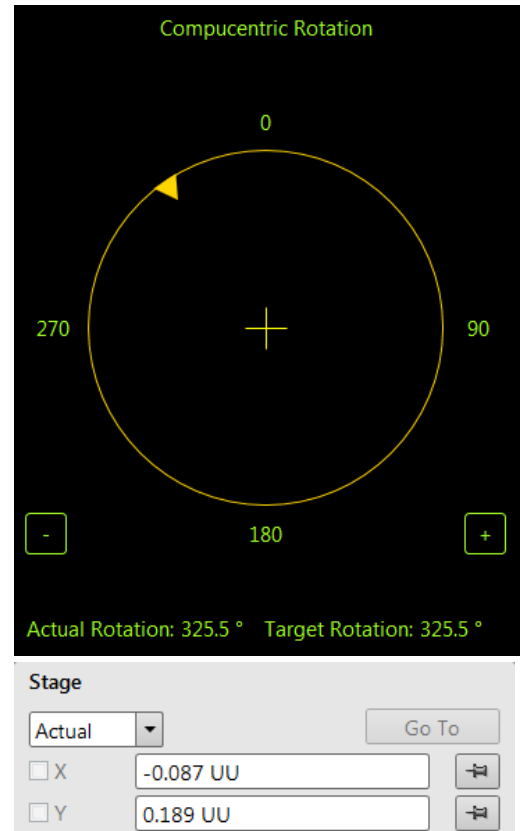 Compucentric Rotation
0
270
90
-
180
+
Actual Rotation: 325.5 ° Target Rotation: 325.5 °
Stage
Actual
Go To
X
-0.087 UU
Y
0.189 UU